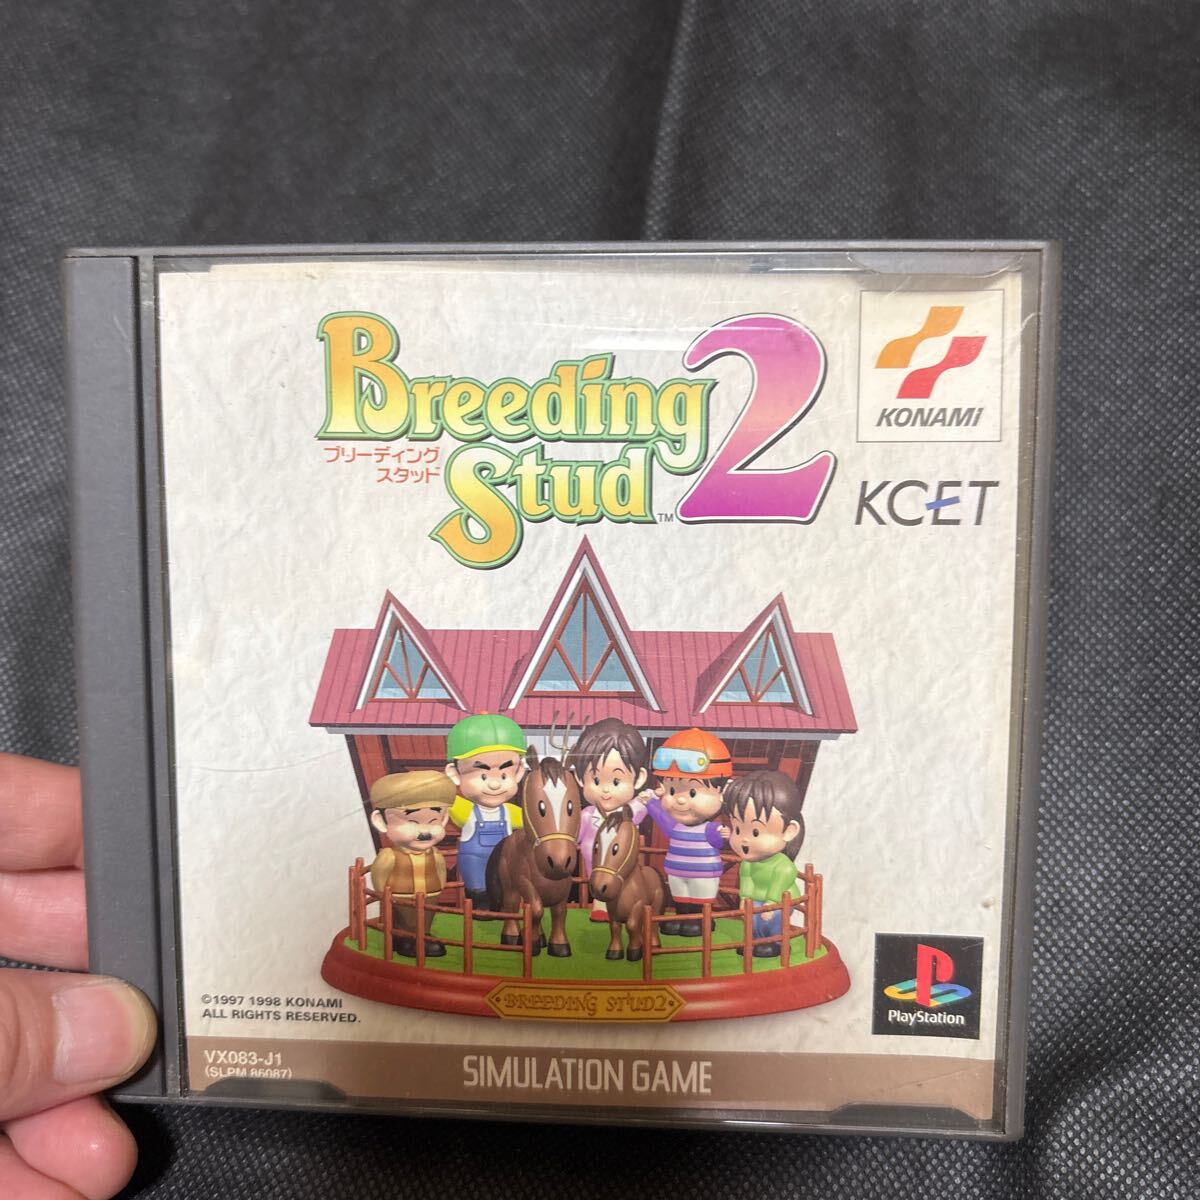 Breeding
Stud 2
ブリーディング
スタッド
TM
KONAMI
KCET
BREEDING STUD2
©1997 1998 KONAMI
ALL RIGHTS RESERVED.
PlayStation
VX083-J1
(SLPM 86087)
SIMULATION GAME